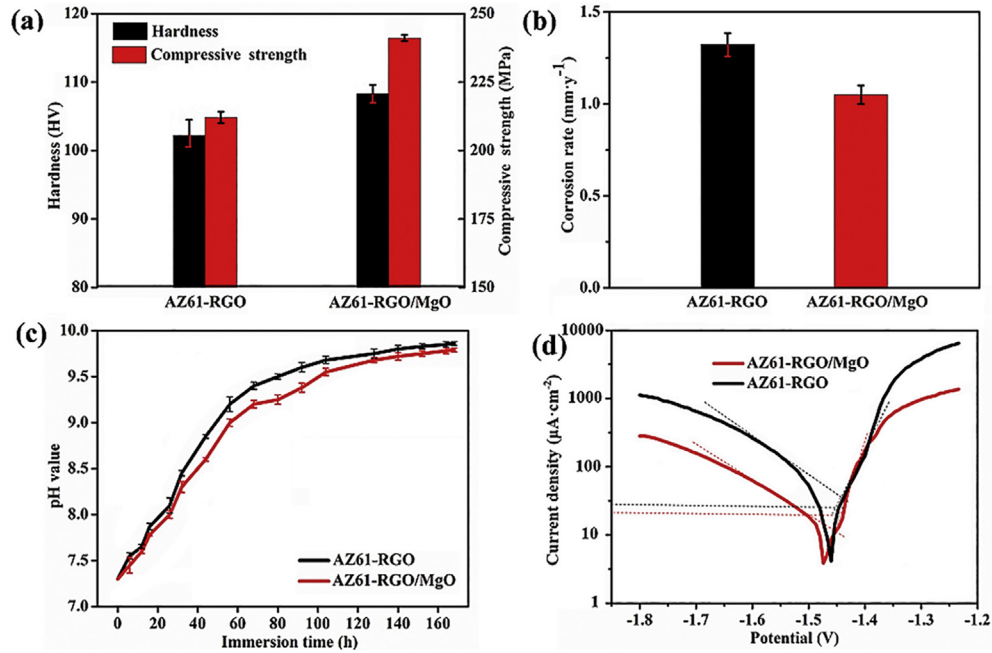 (a)
Hardness
Compressive strength
Hardness (HV)
120
110
100
90
80
250
225
200
175
150
Compressive strength (MPa)
AZ61-RGO
AZ61-RGO/MgO
(b)
Corrosion rate (mm·y-1)
1.5
1.0
0.5
0.0
AZ61-RGO
AZ61-RGO/MgO
(c)
pH value
10.0
9.5
9.0
8.5
8.0
7.5
7.0
AZ61-RGO
AZ61-RGO/MgO
0 20 40 60 80 100 120 140 160
Immersion time (h)
(d)
Current density (μA·cm-2)
10000
1000
100
10
1
AZ61-RGO/MgO
AZ61-RGO
-1.8 -1.7 -1.6 -1.5 -1.4 -1.3 -1.2
Potential (V)